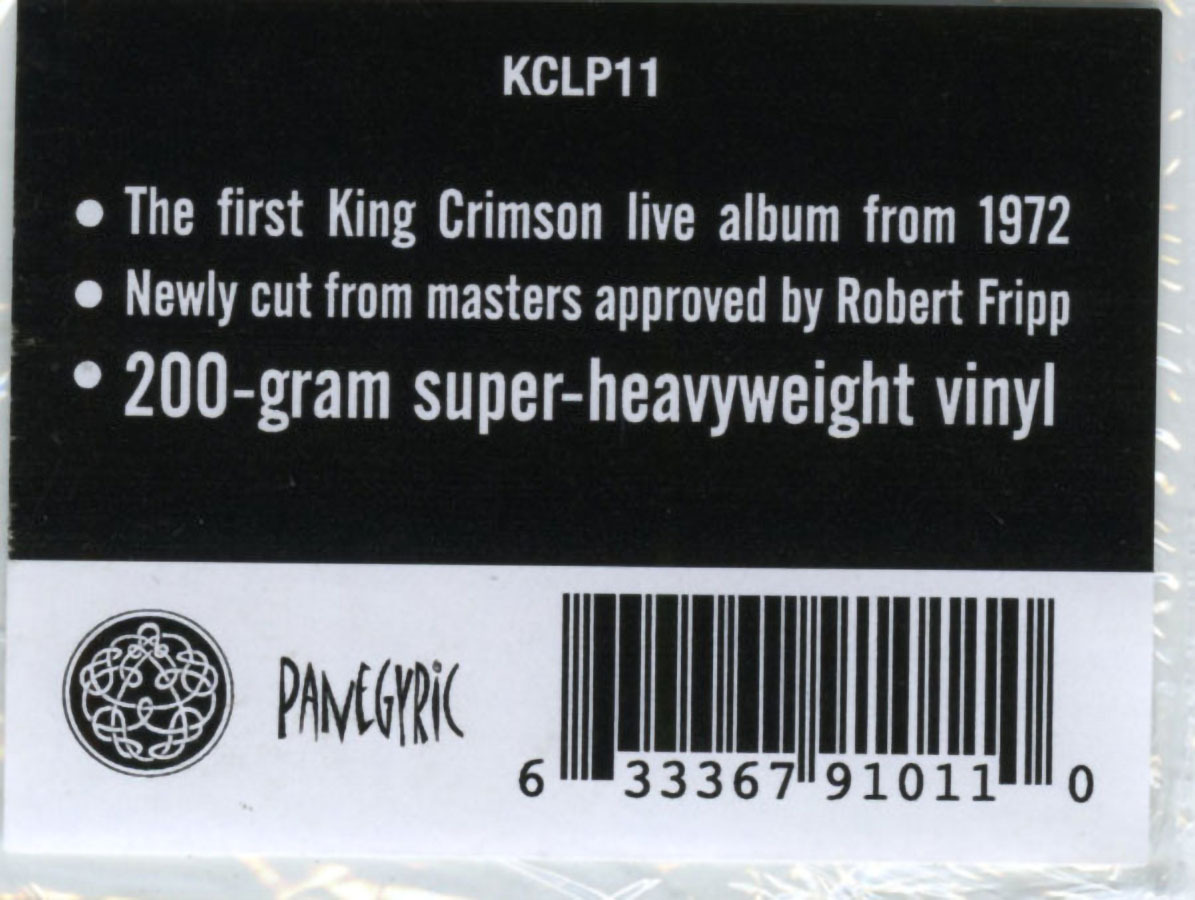 KCLP11
• The first King Crimson live album from 1972
• Newly cut from masters approved by Robert Fripp
• 200-gram super-heavyweight vinyl
PANEGYRIC
6 33367 91011 0